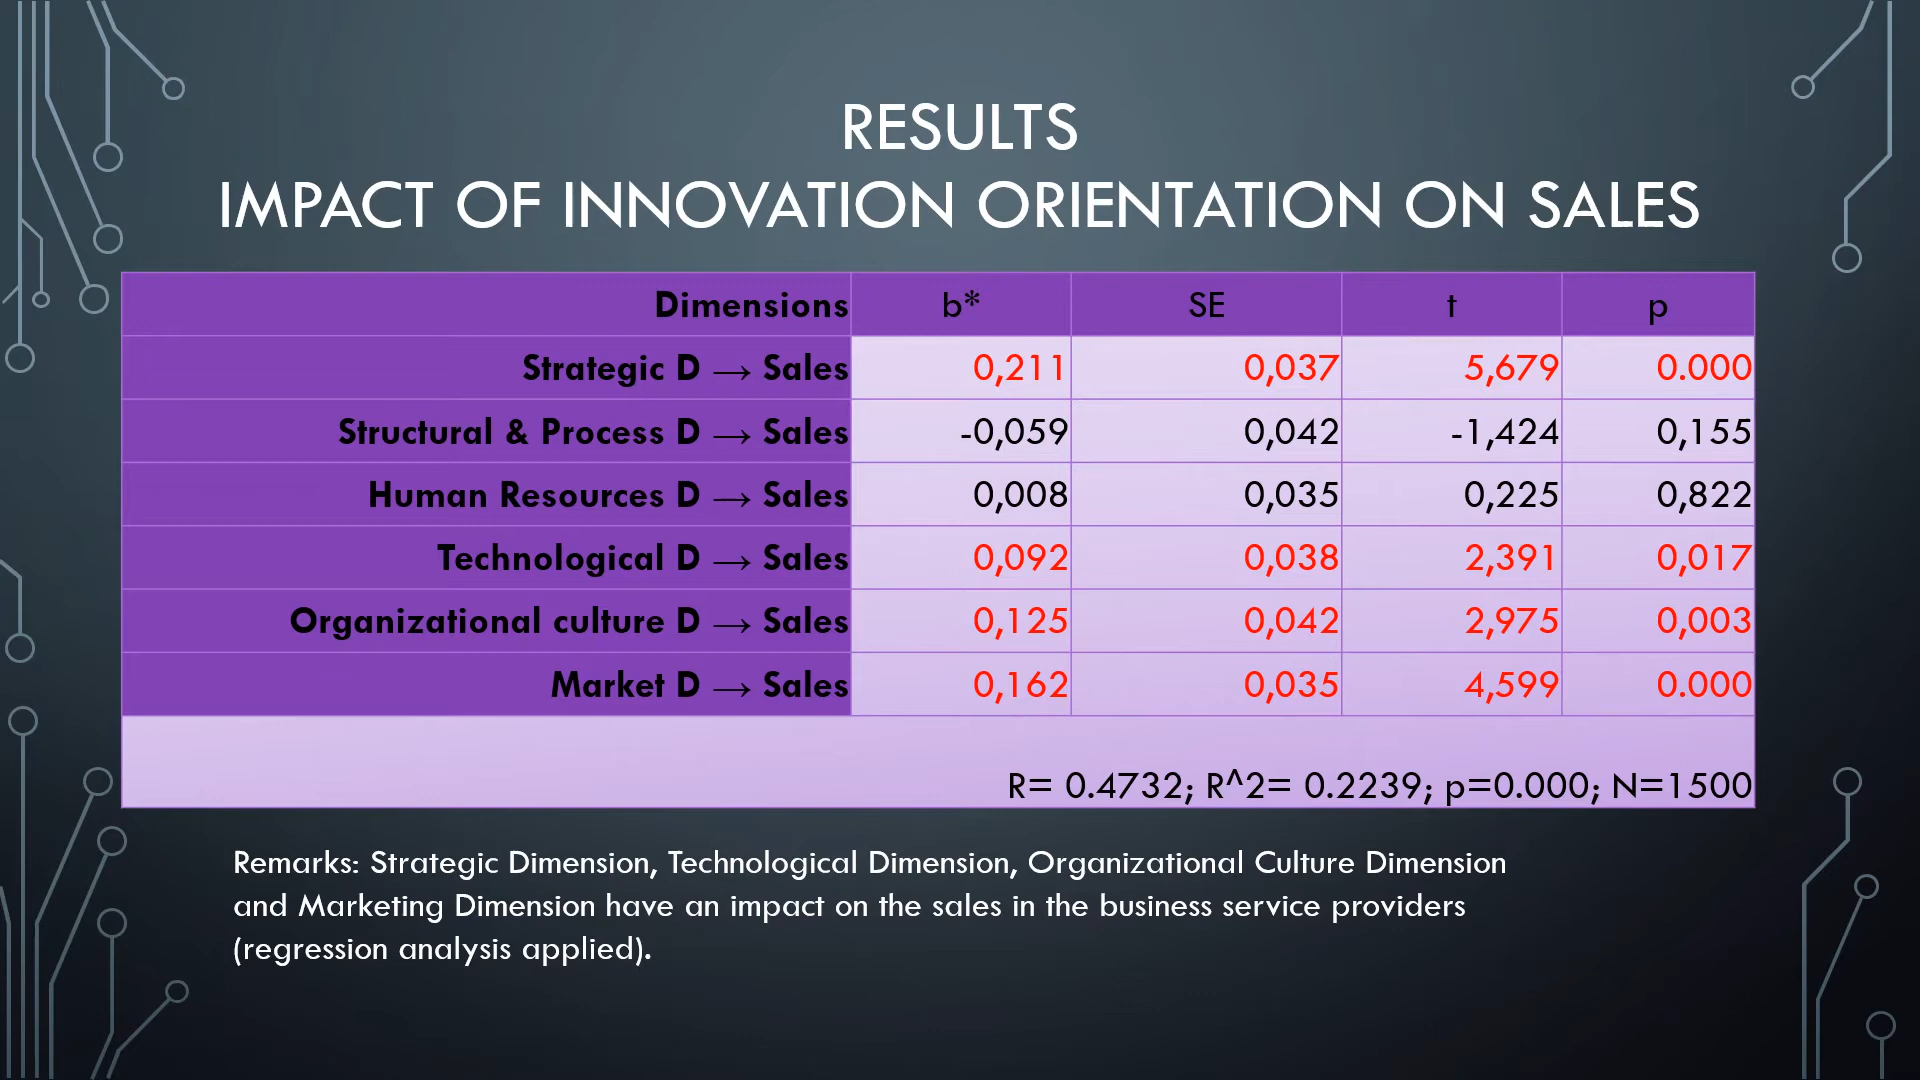 RESULTS
IMPACT OF INNOVATION ORIENTATION ON SALES
Dimensions b* SE t p
Strategic D → Sales 0,211 0,037 5,679 0.000
Structural & Process D → Sales -0,059 0,042 -1,424 0,155
Human Resources D → Sales 0,008 0,035 0,225 0,822
Technological D → Sales 0,092 0,038 2,391 0,017
Organizational culture D → Sales 0,125 0,042 2,975 0,003
Market D → Sales 0,162 0,035 4,599 0.000
R= 0.4732; R^2= 0.2239; p=0.000; N=1500
Remarks: Strategic Dimension, Technological Dimension, Organizational Culture Dimension
and Marketing Dimension have an impact on the sales in the business service providers
(regression analysis applied).